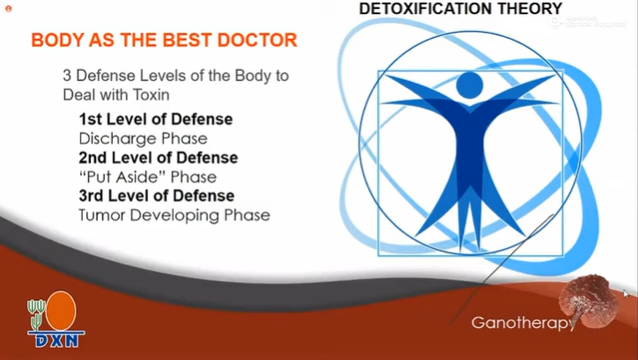 DETOXIFICATION THEORY
BODY AS THE BEST DOCTOR
3 Defense Levels of the Body to
Deal with Toxin
1st Level of Defense
Discharge Phase
2nd Level of Defense
“Put Aside” Phase
3rd Level of Defense
Tumor Developing Phase
DXN
Ganotherapy